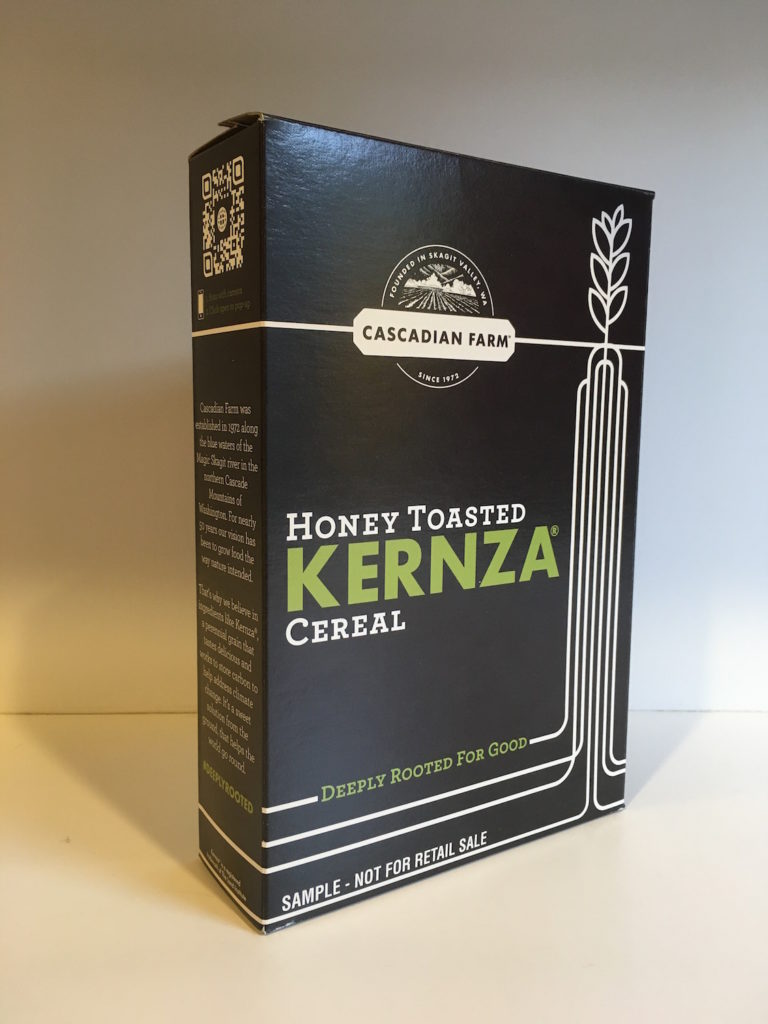 FOUNDED IN SKAGIT VALLEY, WA
CASCADIAN FARM
SINCE 1972
HONEY TOASTED
KERNZA®
CEREAL
DEEPLY ROOTED FOR GOOD
SAMPLE - NOT FOR RETAIL SALE
Cascadian Farm was
established in 1972 along
the blue waters of the
Magic Skagit river in the
northern Cascade
Mountains of
Washington. For nearly
50 years our vision has
been to grow food the
way nature intended.
That's why we believe in
ingredients like Kernza®,
a perennial grain that
tastes delicious and
works to store carbon to
help address climate
change. It's a sweet
solution from the
ground, that helps the
world go round.
#DEEPLYROOTED